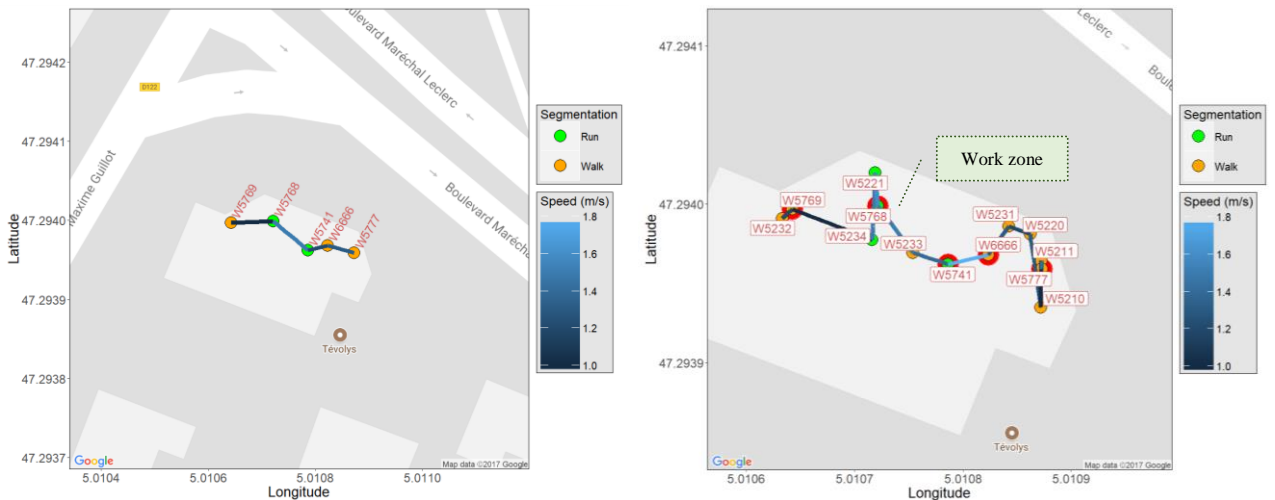 Boulevard Maréchal Leclerc
Boulevard Maréch
Maxime Guillot
D122
47.2942
47.2941
47.2940
47.2939
47.2938
47.2937
Latitude
W5769
W5768
W5741
W6666
W5777
Tévolys
Google
Map data ©2017 Google
5.0104
5.0106
5.0108
5.0110
Longitude
Segmentation
Run
Walk
Speed (m/s)
1.8
1.6
1.4
1.2
1.0
Leclerc
Boule
47.2941
47.2940
47.2939
Latitude
Work zone
W5221
W5769
W5768
W5232
W5234
W5233
W5741
W6666
W5231
W5220
W5211
W5777
W5210
Tévolys
Google
Map data ©2017 Google
5.0106
5.0107
5.0108
5.0109
Longitude
Segmentation
Run
Walk
Speed (m/s)
1.8
1.6
1.4
1.2
1.0